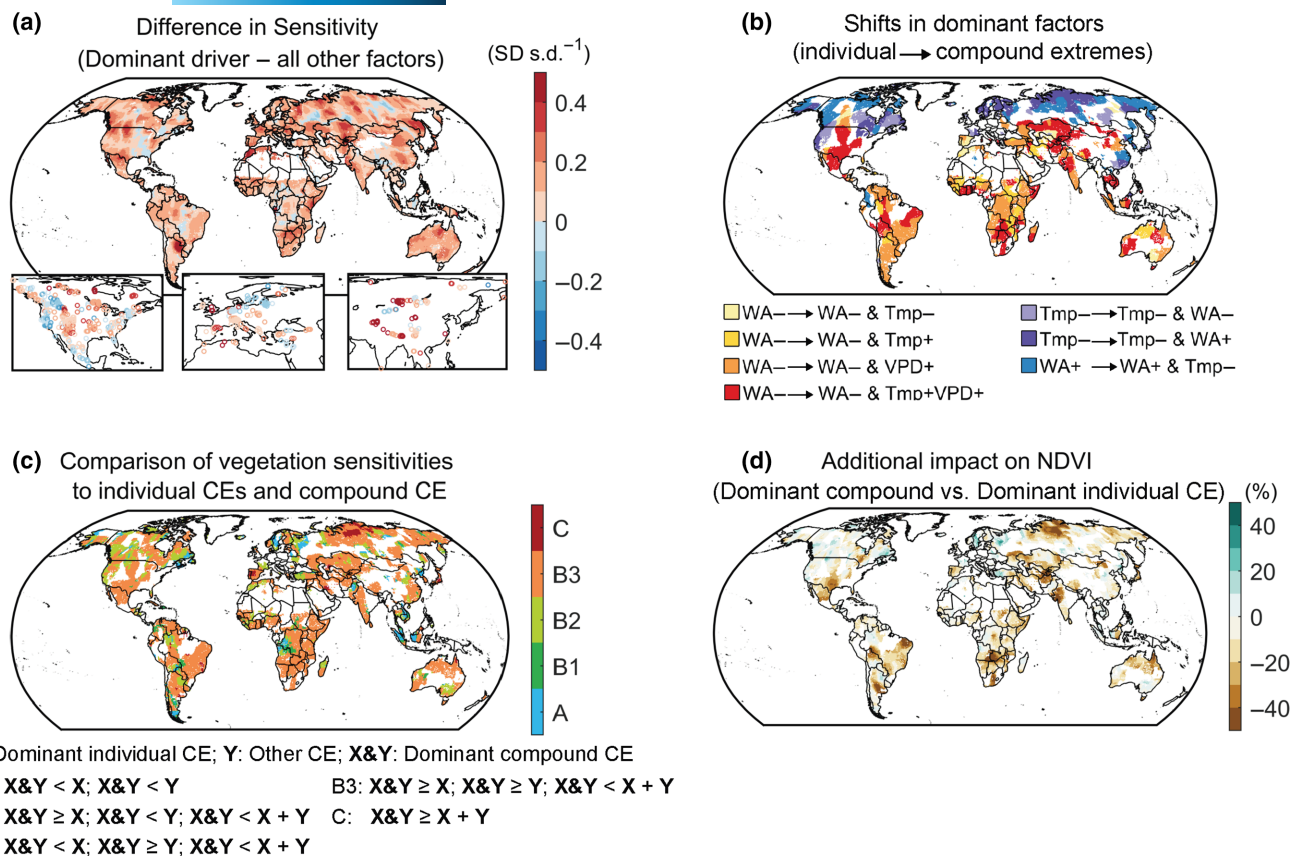 (a)
Difference in Sensitivity
(Dominant driver – all other factors)
(SD s.d.⁻¹)
0.4
0.2
0
–0.2
–0.4
(b)
Shifts in dominant factors
(individual → compound extremes)
WA– → WA– & Tmp–
WA– → WA– & Tmp+
WA– → WA– & VPD+
WA– → WA– & Tmp+VPD+
Tmp– → Tmp– & WA–
Tmp– → Tmp– & WA+
WA+ → WA+ & Tmp–
(c)
Comparison of vegetation sensitivities
to individual CEs and compound CE
C
B3
B2
B1
A
Dominant individual CE; Y: Other CE; X&Y: Dominant compound CE
X&Y < X; X&Y < Y
X&Y ≥ X; X&Y < Y; X&Y < X + Y
X&Y < X; X&Y ≥ Y; X&Y < X + Y
B3: X&Y ≥ X; X&Y ≥ Y; X&Y < X + Y
C: X&Y ≥ X + Y
(d)
Additional impact on NDVI
(Dominant compound vs. Dominant individual CE)
(%)
40
20
0
–20
–40